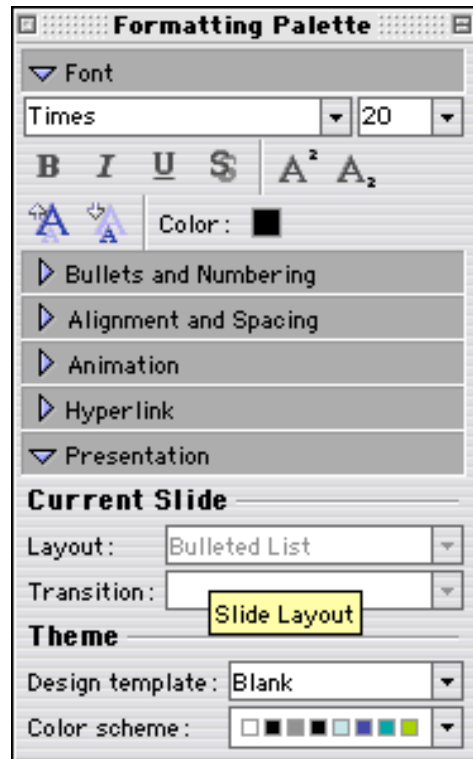 Formatting Palette
Font
Times 20
B I U S A² A₂
A A Color:
Bullets and Numbering
Alignment and Spacing
Animation
Hyperlink
Presentation
Current Slide
Layout: Bulleted List
Transition:
Slide Layout
Theme
Design template: Blank
Color scheme: